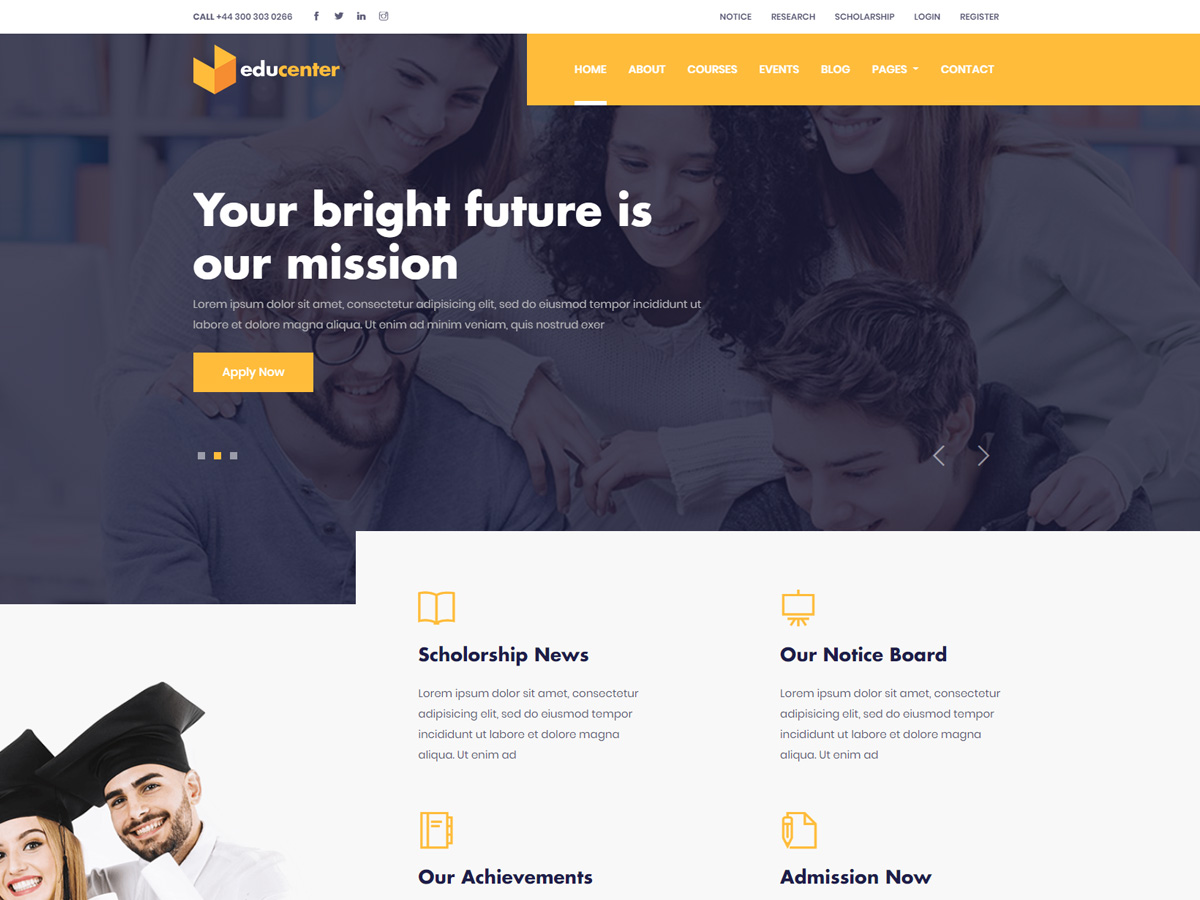 CALL +44 300 303 0266
NOTICE RESEARCH SCHOLARSHIP LOGIN REGISTER
educenter
HOME ABOUT COURSES EVENTS BLOG PAGES CONTACT
Your bright future is
our mission
Lorem ipsum dolor sit amet, consectetur adipisicing elit, sed do eiusmod tempor incididunt ut
labore et dolore magna aliqua. Ut enim ad minim veniam, quis nostrud exer
Apply Now
Scholorship News
Lorem ipsum dolor sit amet, consectetur
adipisicing elit, sed do eiusmod tempor
incididunt ut labore et dolore magna
aliqua. Ut enim ad
Our Notice Board
Lorem ipsum dolor sit amet, consectetur
adipisicing elit, sed do eiusmod tempor
incididunt ut labore et dolore magna
aliqua. Ut enim ad
Our Achievements
Admission Now